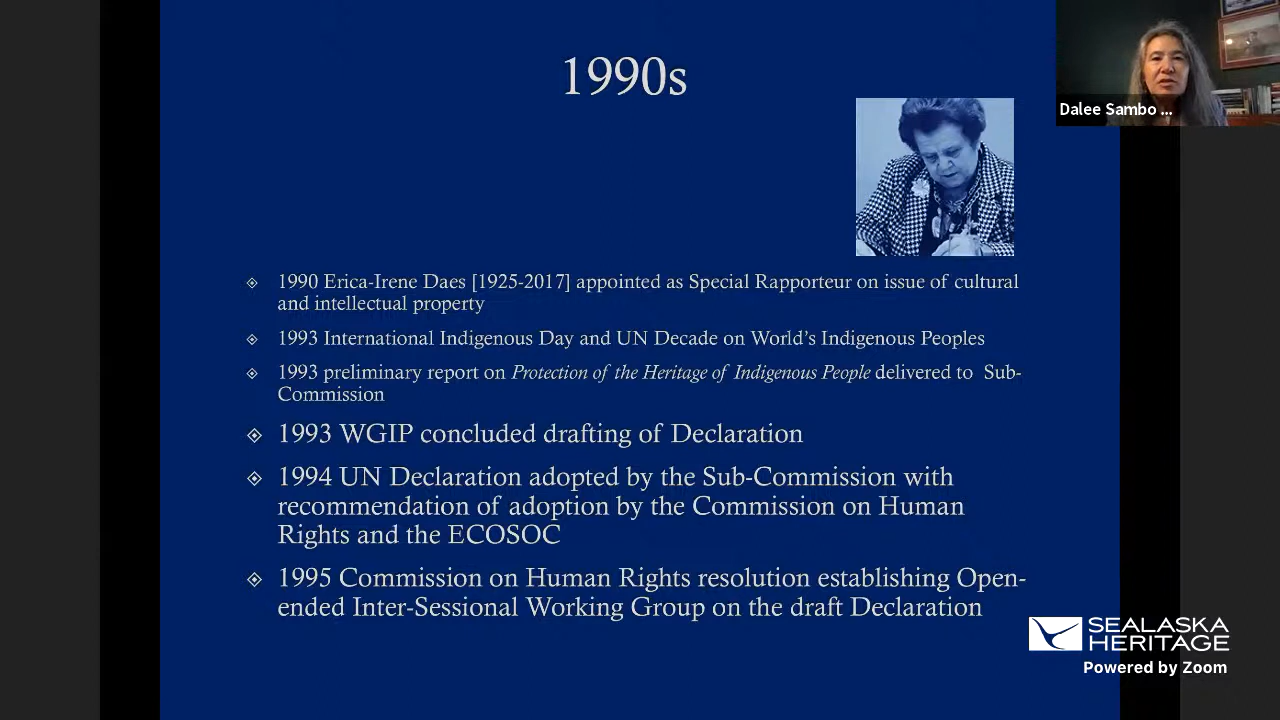 1990s
Dalee Sambo ...
1990 Erica-Irene Daes [1925-2017] appointed as Special Rapporteur on issue of cultural
and intellectual property
1993 International Indigenous Day and UN Decade on World’s Indigenous Peoples
1993 preliminary report on Protection of the Heritage of Indigenous People delivered to Sub-
Commission
1993 WGIP concluded drafting of Declaration
1994 UN Declaration adopted by the Sub-Commission with
recommendation of adoption by the Commission on Human
Rights and the ECOSOC
1995 Commission on Human Rights resolution establishing Open-
ended Inter-Sessional Working Group on the draft Declaration
SEALASKA
HERITAGE
Powered by Zoom